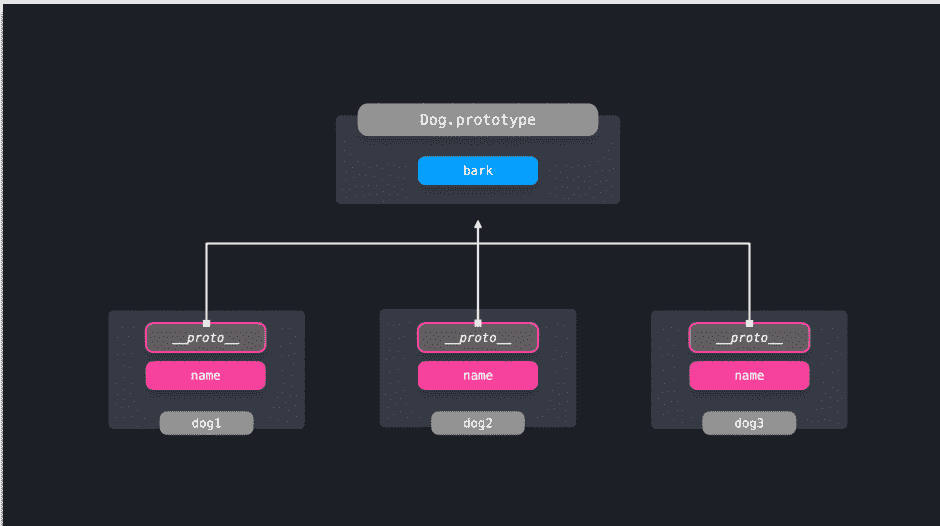 Dog.prototype
bark
__proto__
name
dog1
__proto__
name
dog2
__proto__
name
dog3